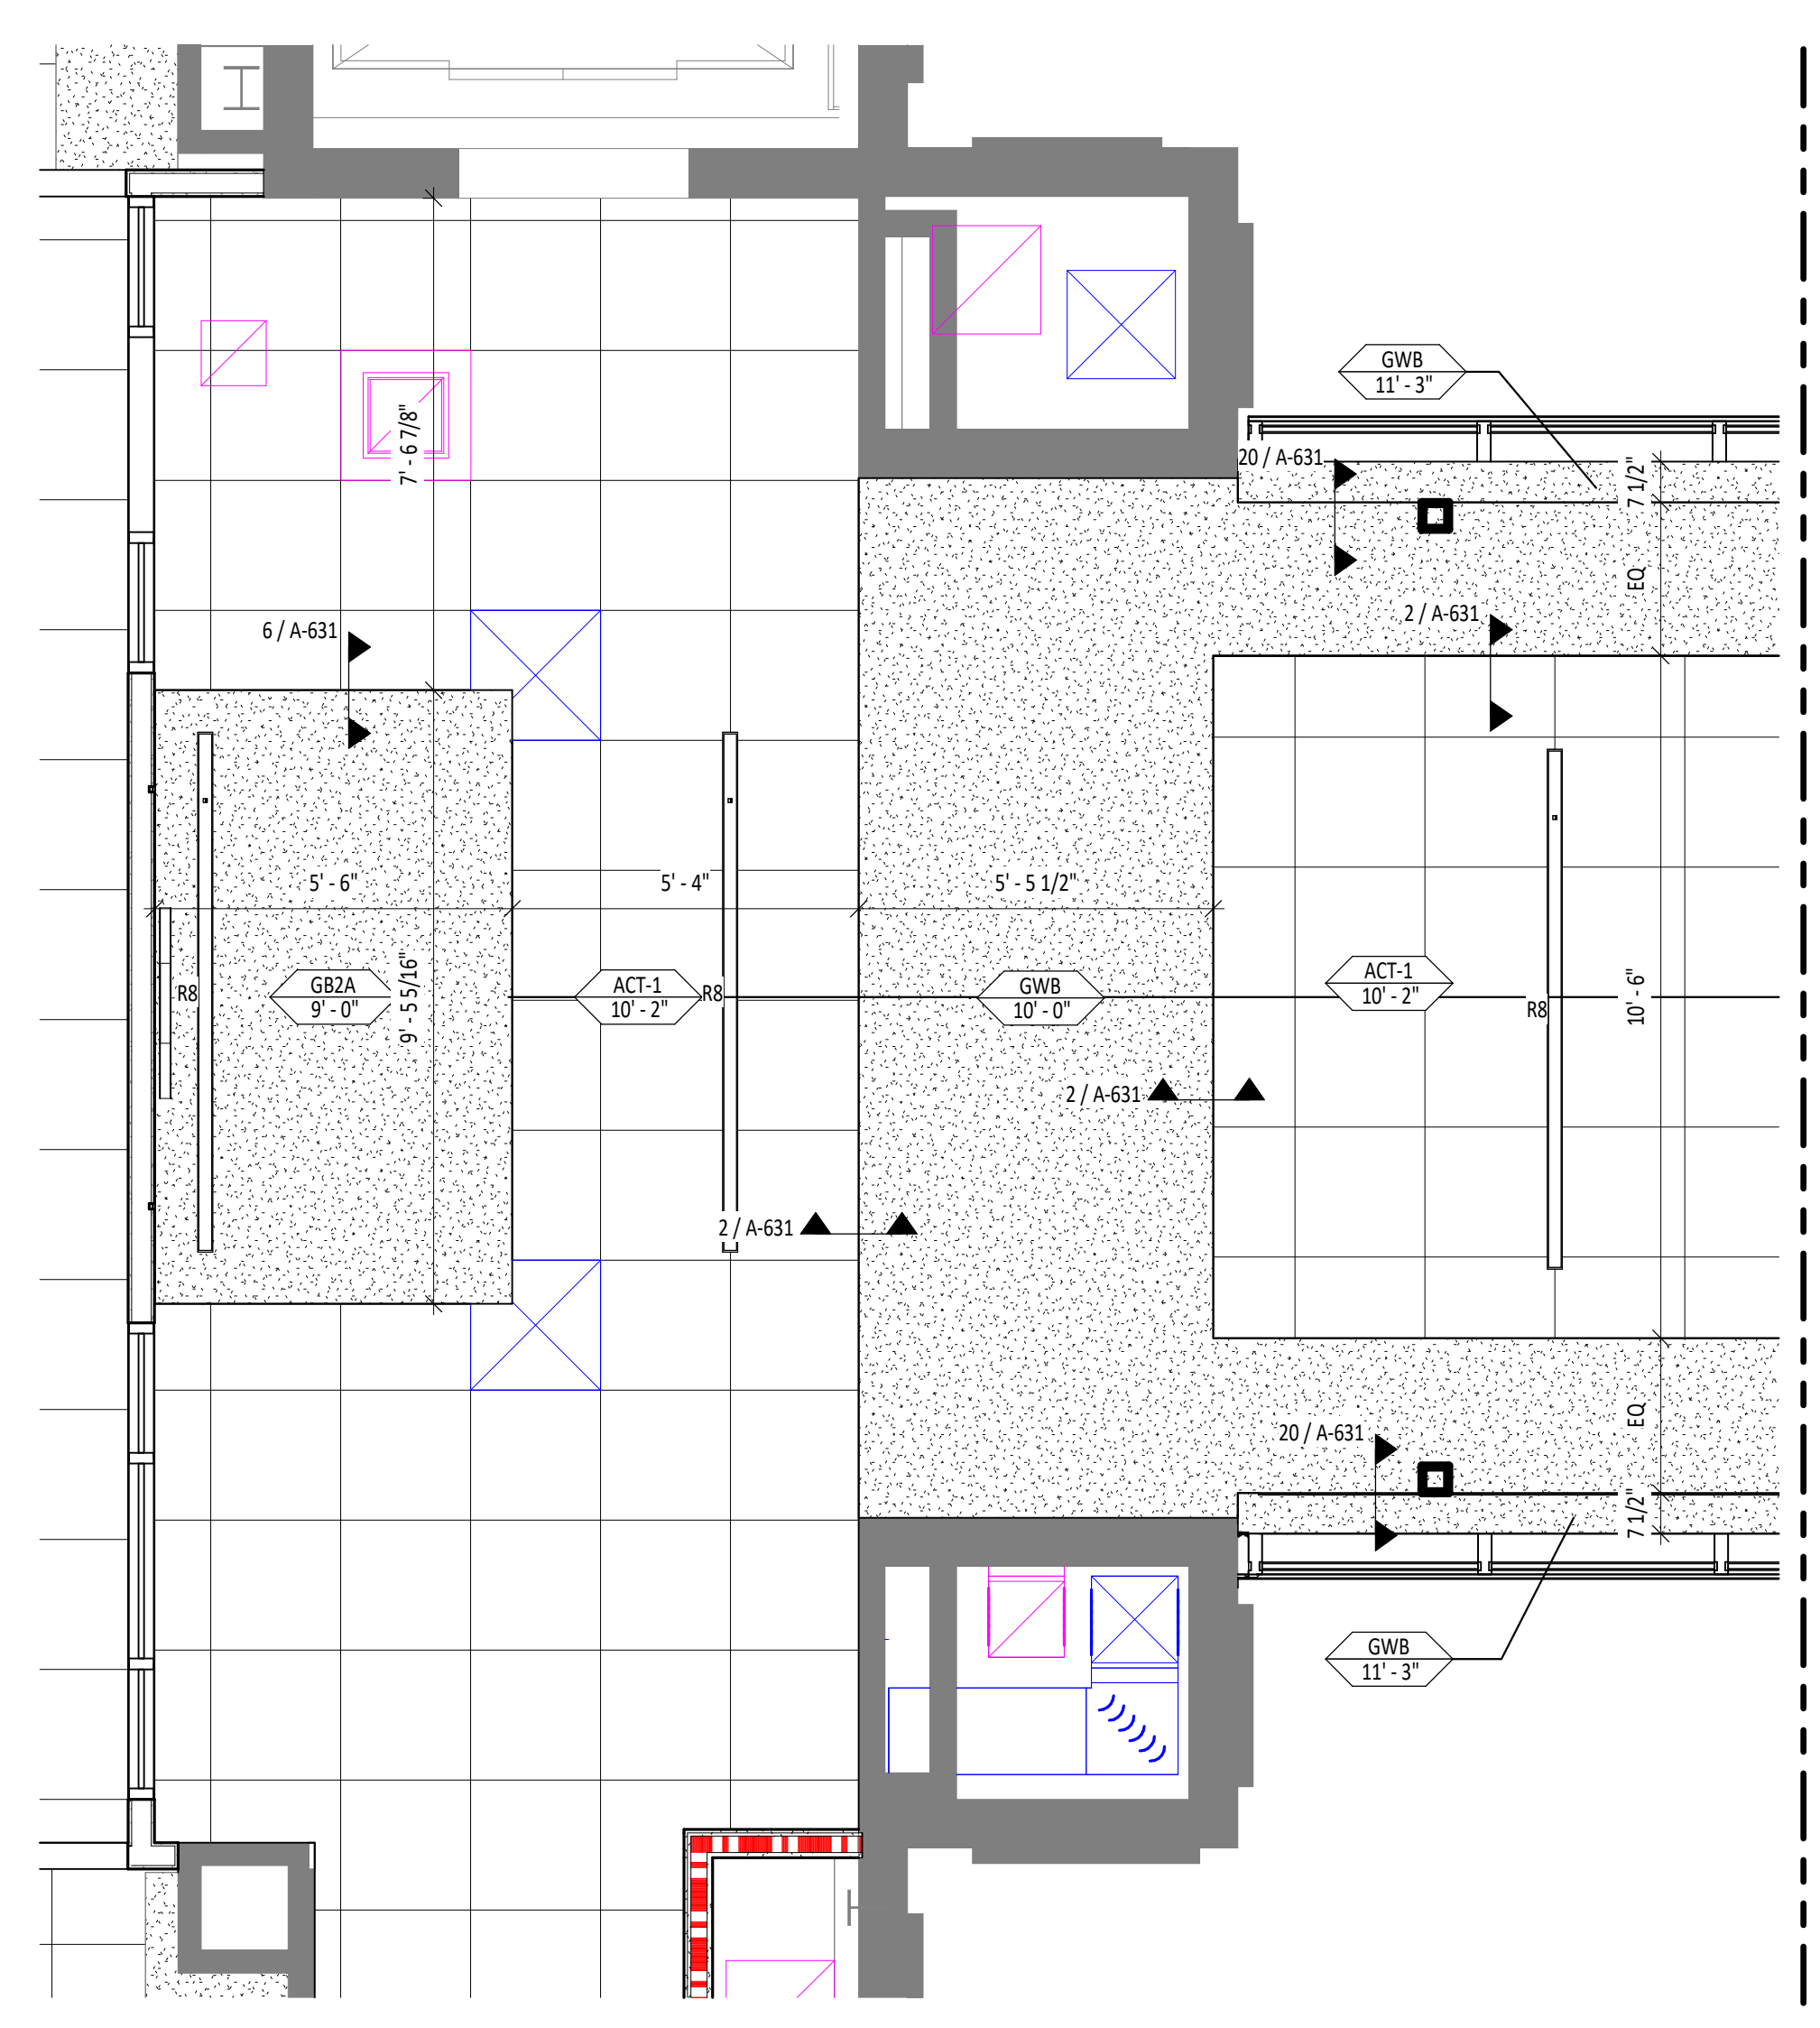 GWB
11' - 3"
20 / A-631
7 1/2"
7' - 6 7/8"
EQ
2 / A-631
6 / A-631
5' - 6"
5' - 4"
5' - 5 1/2"
R8
GB2A
9' - 0"
9' - 5 5/16"
ACT-1
10' - 2"
R8
GWB
10' - 0"
ACT-1
10' - 2"
R8
10' - 6"
2 / A-631
2 / A-631
EQ
20 / A-631
7 1/2"
GWB
11' - 3"